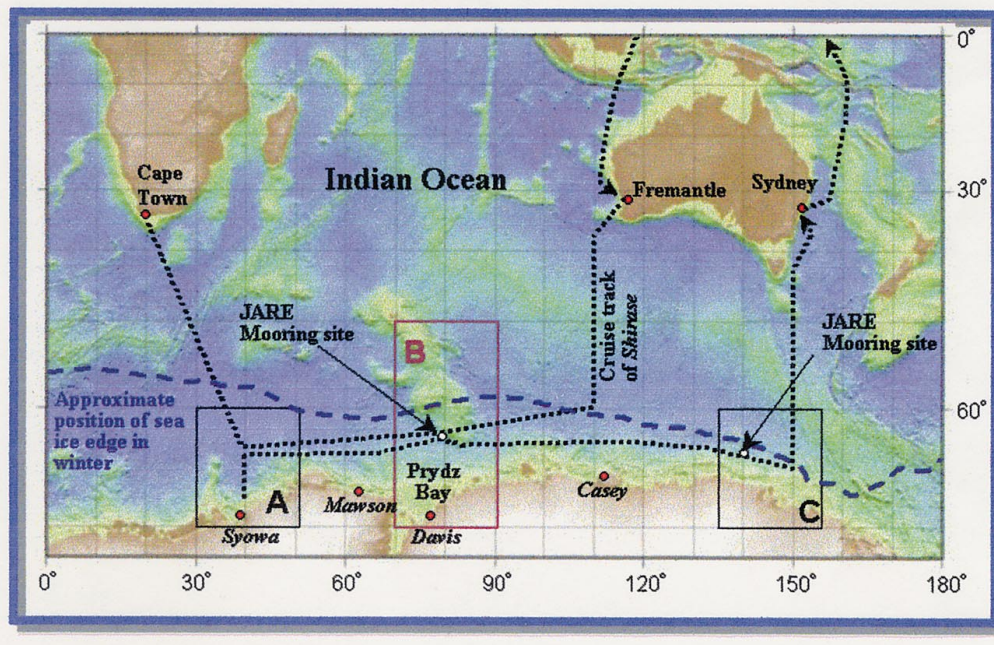 0°
Cape
Town
Indian Ocean
Fremantle
Sydney
30°
JARE
Mooring site
B
Cruise track
of Shirase
JARE
Mooring site
Approximate
position of sea
ice edge in
winter
60°
A
Mawson
Prydz
Bay
Casey
C
Syowa
Davis
0°
30°
60°
90°
120°
150°
180°